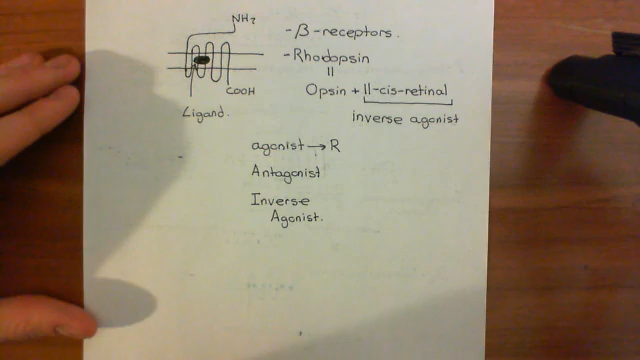 NH₂
COOH
Ligand.
-β-receptors.
-Rhodopsin
=
Opsin + 11-cis-retinal
inverse agonist
agonist → R
Antagonist
Inverse
Agonist.